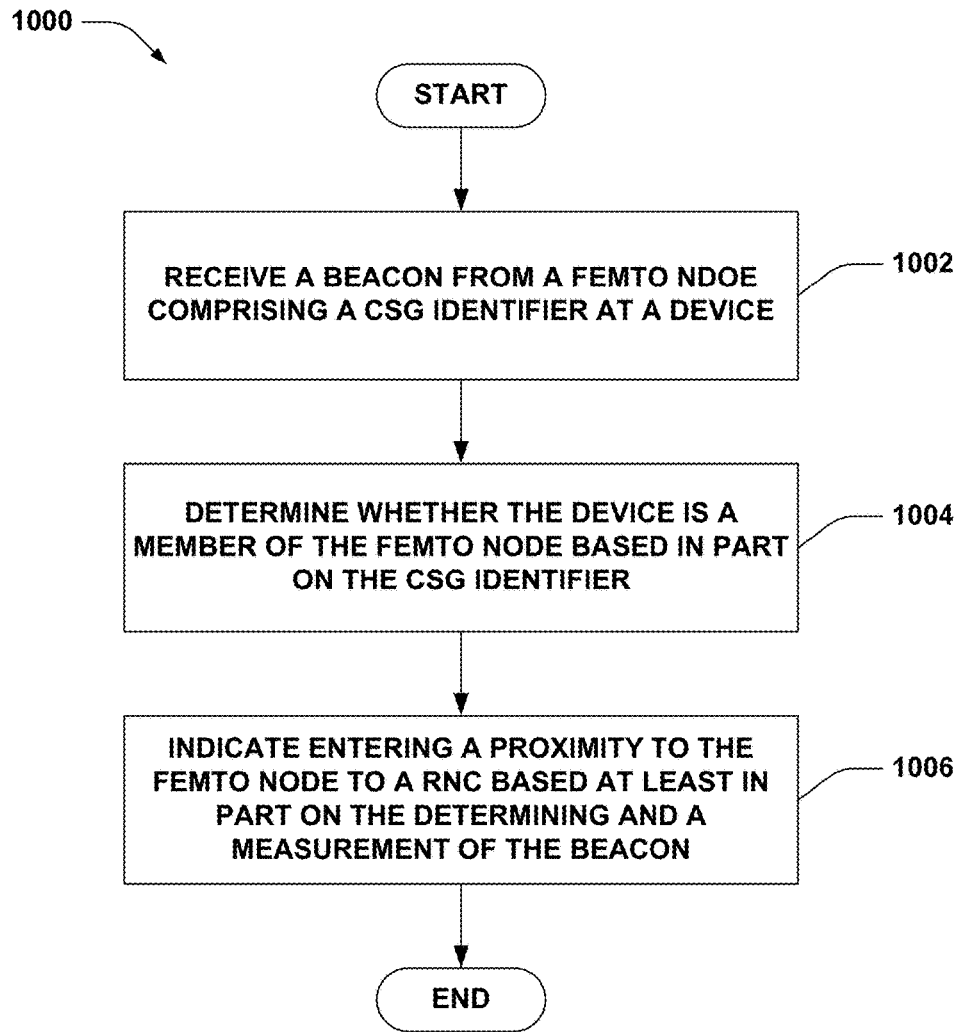 1000
START
RECEIVE A BEACON FROM A FEMTO NDOE
COMPRISING A CSG IDENTIFIER AT A DEVICE
1002
DETERMINE WHETHER THE DEVICE IS A
MEMBER OF THE FEMTO NODE BASED IN PART
ON THE CSG IDENTIFIER
1004
INDICATE ENTERING A PROXIMITY TO THE
FEMTO NODE TO A RNC BASED AT LEAST IN
PART ON THE DETERMINING AND A
MEASUREMENT OF THE BEACON
1006
END